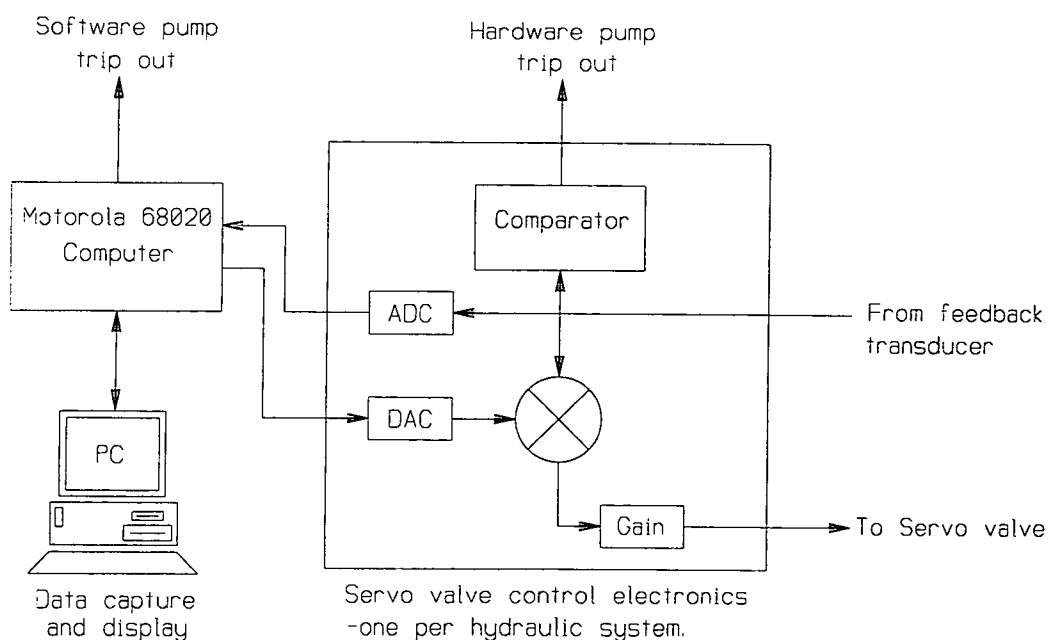 Software pump
trip out
Hardware pump
trip out
Motorola 68020
Computer
Comparator
ADC
From feedback
transducer
DAC
PC
Gain
To Servo valve
Data capture
and display
Servo valve control electronics
-one per hydraulic system.